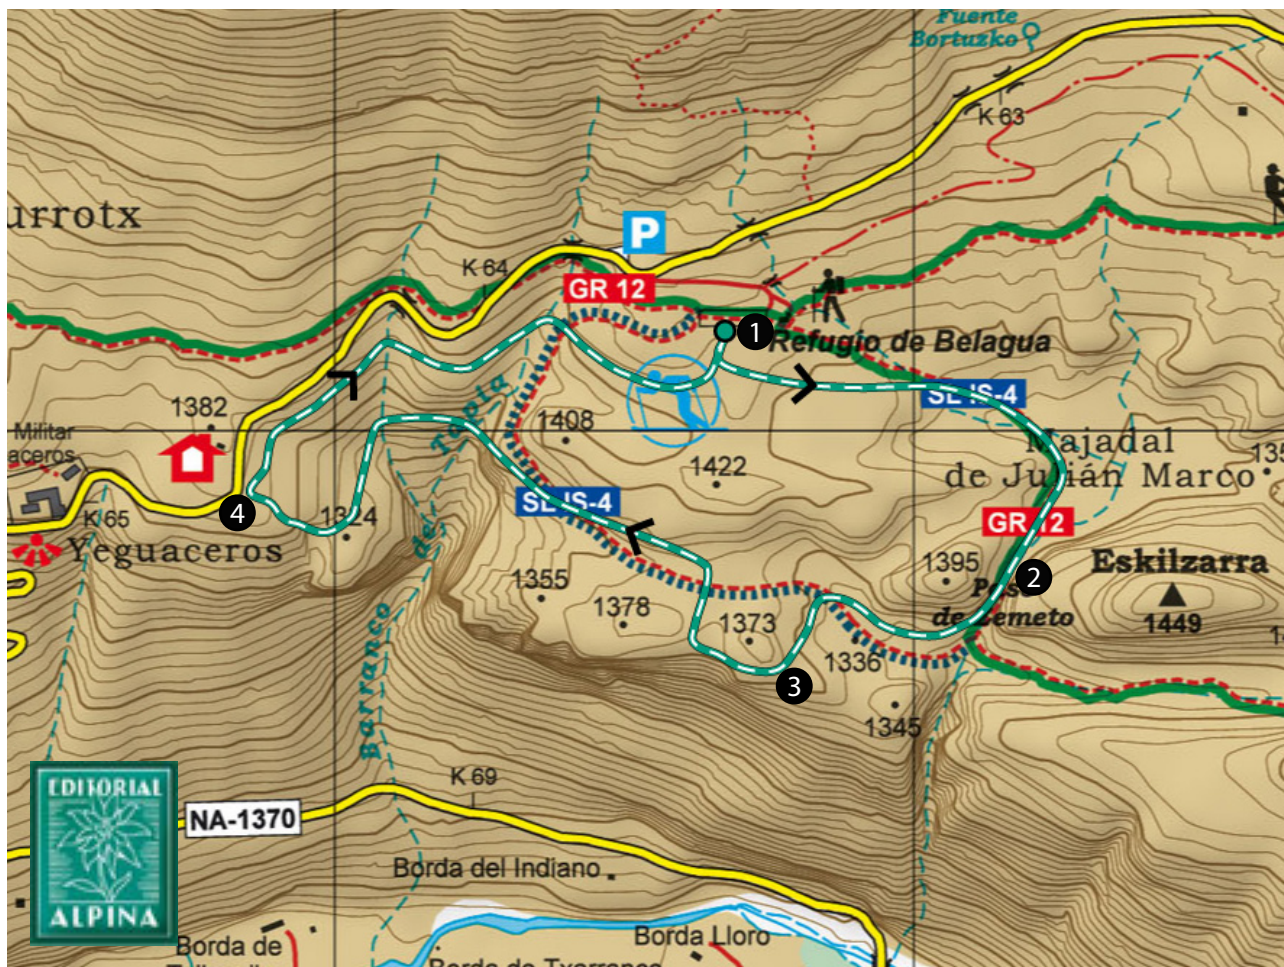 Fuente
Bortuzko
K 63
urrotx
P
K 64
GR 12
1
Refugio de Belagua
SL IS-4
1382
Tapia
1408
Militar
aceros
Majadal
de Julián Marco
1422
4
1324
SL IS-4
GR 12
K 65
Yeguaceros
del
1395
2
Eskilzarra
1355
1378
Paso
de Zemeto
1449
1373
1336
3
Barranco
1345
EDITORIAL
ALPINA
K 69
NA-1370
Borda del Indiano
Borda de
Borda Lloro